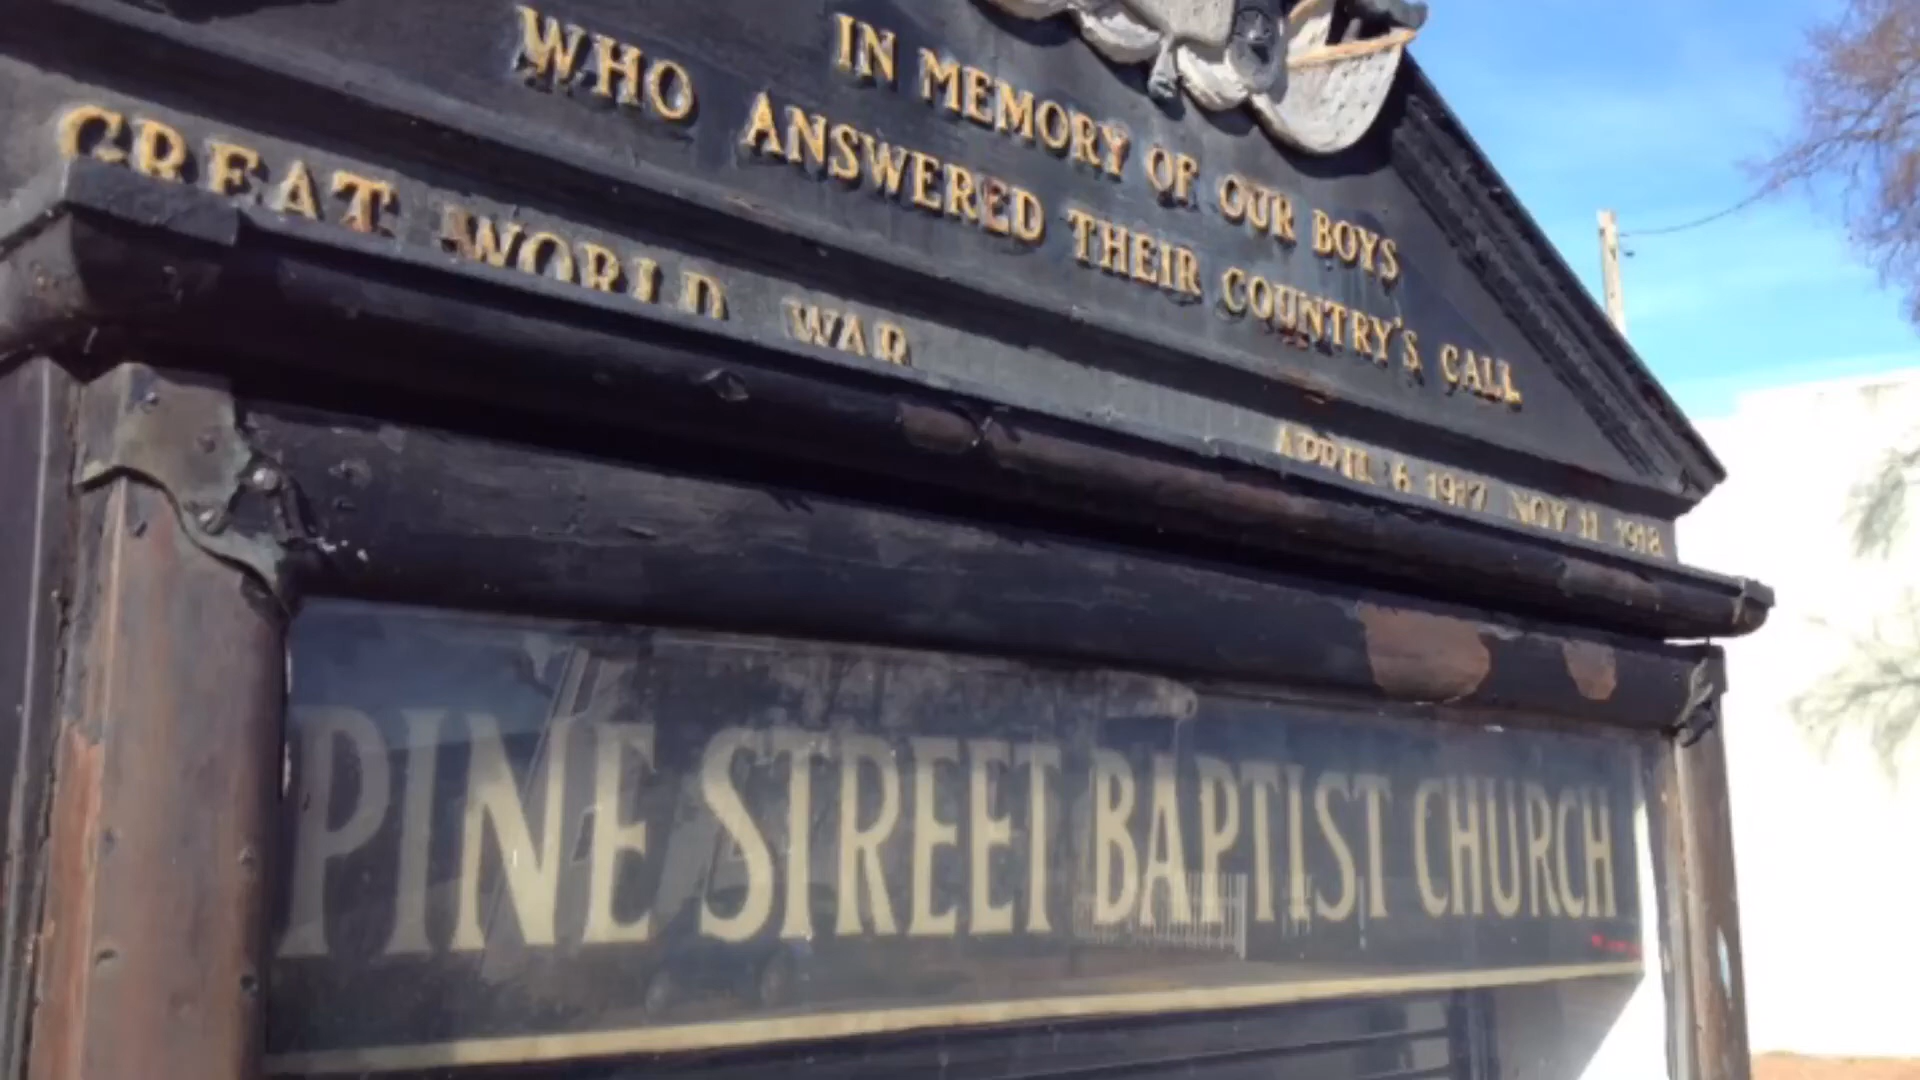 IN MEMORY OF OUR BOYS
WHO ANSWERED THEIR COUNTRY'S CALL
GREAT WORLD WAR APRIL 6 1917 NOV 11 1918
PINE STREET BAPTIST CHURCH